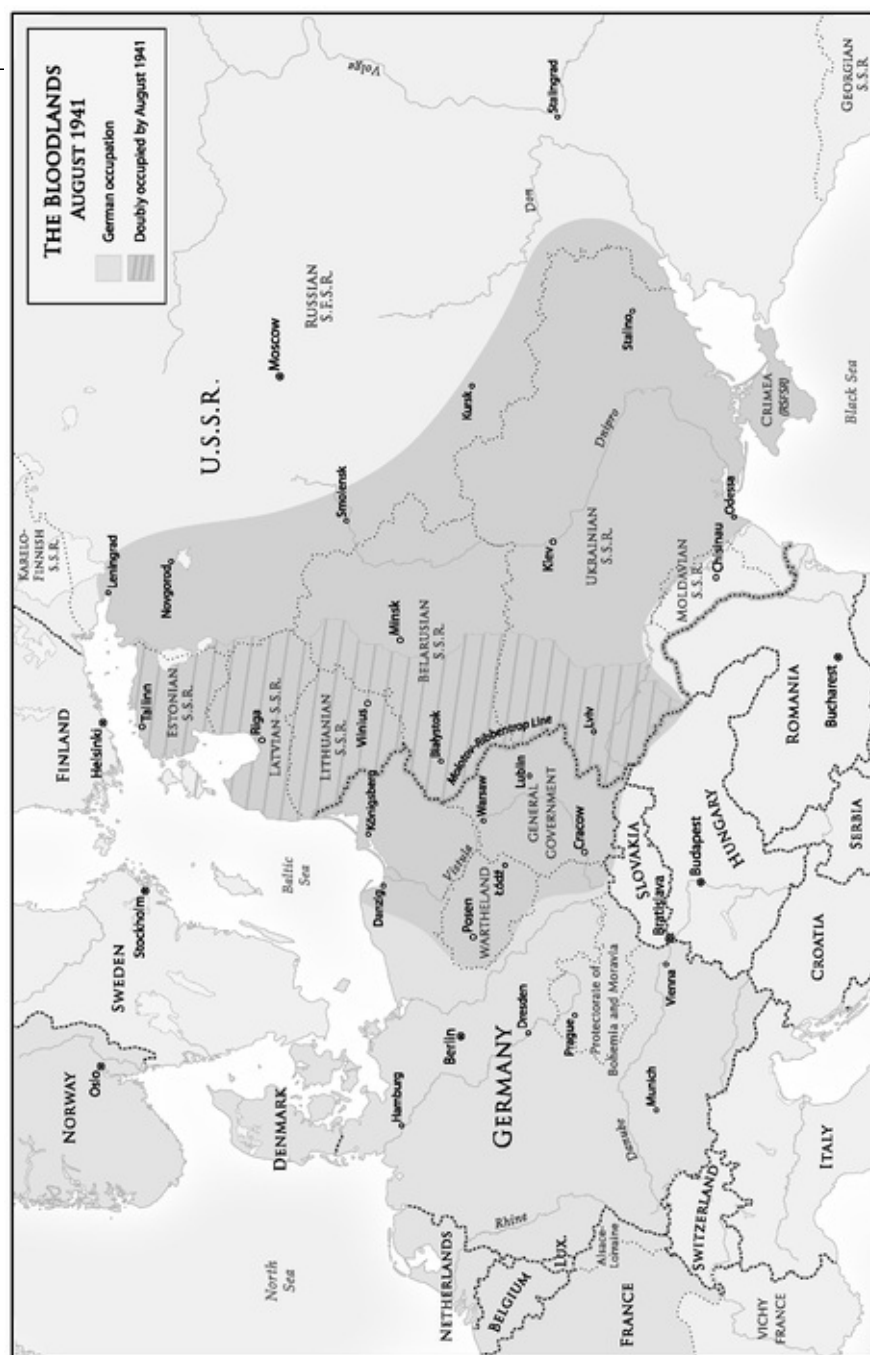 THE BLOODLANDS
AUGUST 1941
German occupation
Doubly occupied by August 1941
NORWAY
Oslo
SWEDEN
Stockholm
FINLAND
Helsinki
KARELO-
FINNISH
S.S.R.
Leningrad
Novgorod
Tallinn
ESTONIAN
S.S.R.
Riga
LATVIAN S.S.R.
LITHUANIAN
S.S.R.
Vilnius
U.S.S.R.
Moscow
RUSSIAN
S.F.S.R.
Volga
Stalingrad
Don
GEORGIAN
S.S.R.
North
Sea
DENMARK
Baltic
Sea
Hamburg
Danzig
Königsberg
Smolensk
Minsk
BELARUSIAN
S.S.R.
Białystok
Molotov-Ribbentrop Line
Kursk
NETHERLANDS
BELGIUM
LUX.
Rhine
Berlin
GERMANY
Dresden
Posen
WARTHELAND
Łódź
Vistula
Warsaw
Lublin
GENERAL
GOVERNMENT
Cracow
Lviv
Kiev
Dnipro
UKRAINIAN
S.S.R.
Stalino
Alsace-
Lorraine
FRANCE
Prague
Protectorate of
Bohemia and Moravia
Danube
Munich
Vienna
SLOVAKIA
Bratislava
Budapest
HUNGARY
MOLDAVIAN
S.S.R.
Chisinau
Odessa
CRIMEA
(RSFSR)
Black Sea
SWITZERLAND
VICHY
FRANCE
ITALY
CROATIA
SERBIA
ROMANIA
Bucharest